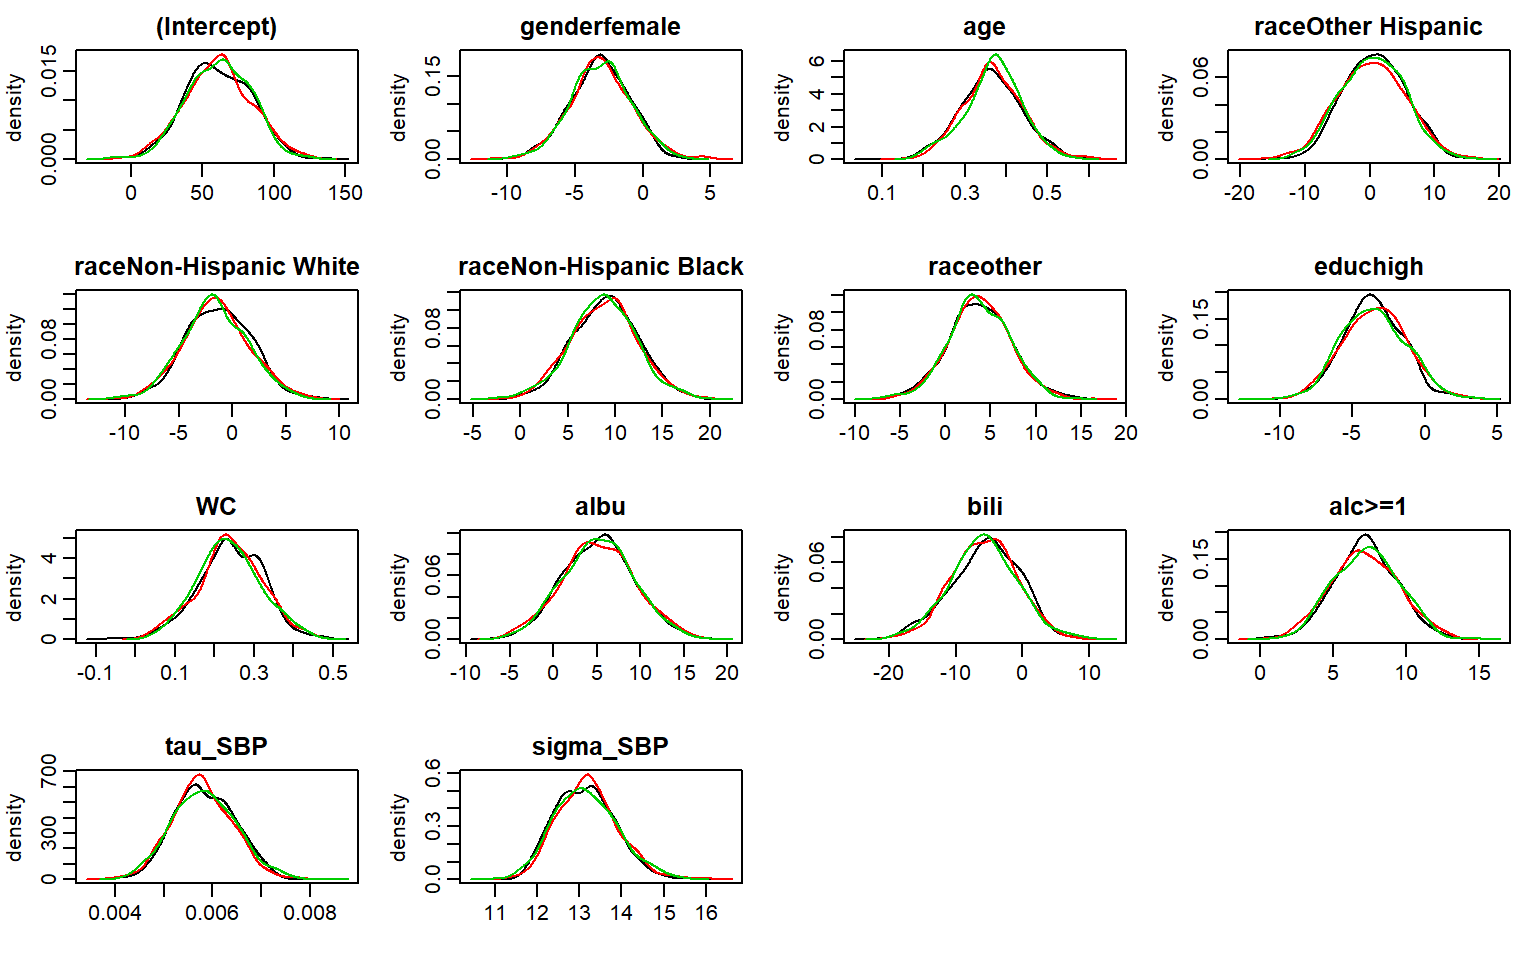 (Intercept) genderfemale age raceOther Hispanic
density 0.000 0.015 density 0.00 0.15 density 0 2 4 6 density 0.00 0.06
0 50 100 150 -10 -5 0 5 0.1 0.3 0.5 -20 -10 0 10 20
raceNon-Hispanic White raceNon-Hispanic Black raceother educhigh
density 0.00 0.08 density 0.00 0.08 density 0.00 0.08 density 0.00 0.15
-10 -5 0 5 10 -5 0 5 10 15 20 -10 -5 0 5 10 15 20 -10 -5 0 5
WC albu bili alc>=1
density 0 2 4 density 0.00 0.06 density 0.00 0.06 density 0.00 0.15
-0.1 0.1 0.3 0.5 -10 -5 0 5 10 15 20 -20 -10 0 10 0 5 10 15
tau_SBP sigma_SBP
density 0 300 700 density 0.0 0.3 0.6
0.004 0.006 0.008 11 12 13 14 15 16